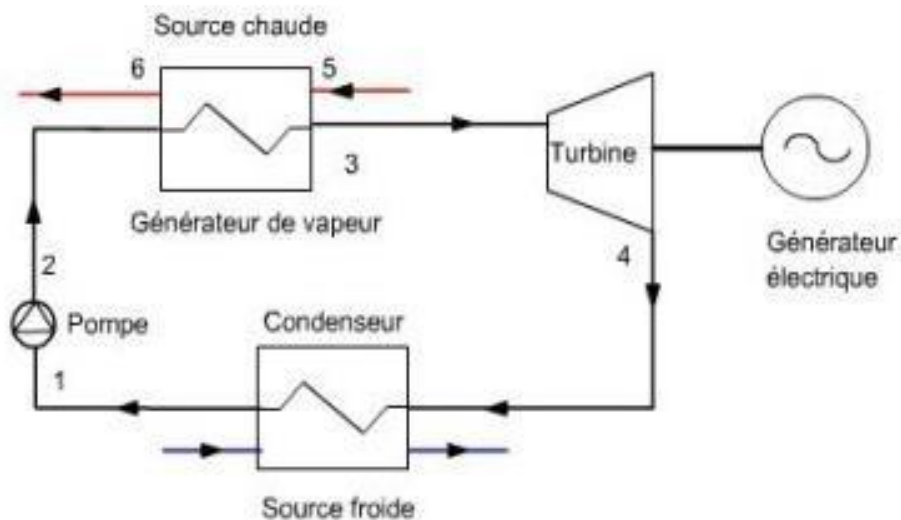 Source chaude
6
5
3
Turbine
Générateur de vapeur
Générateur
électrique
4
2
Pompe
Condenseur
1
Source froide